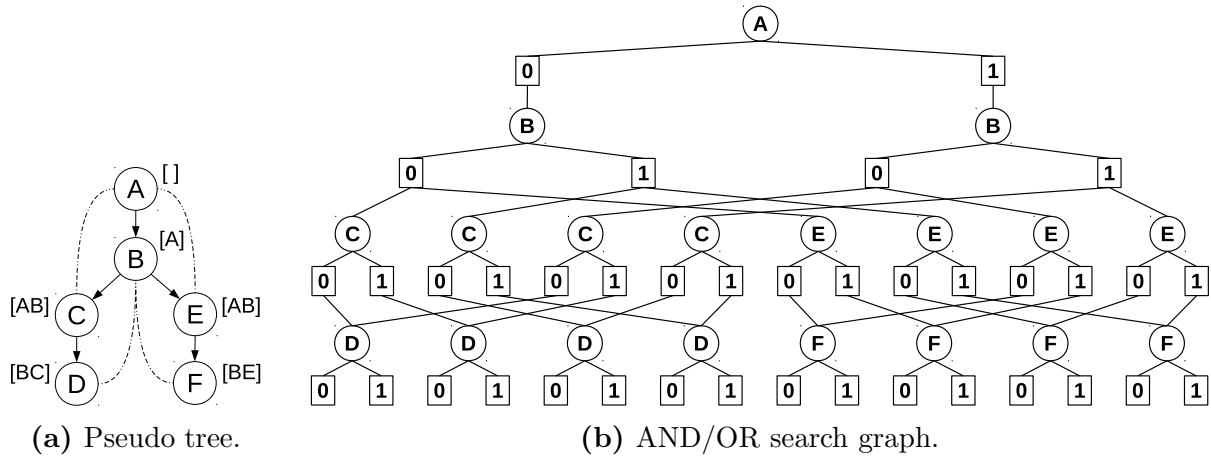 A [ ]
B [A]
[AB] C E [AB]
[BC] D F [BE]
(a) Pseudo tree.
A
0 1
B B
0 1 0 1
C C C C E E E E
0 1 0 1 0 1 0 1 0 1 0 1 0 1 0 1
D D D D F F F F
0 1 0 1 0 1 0 1 0 1 0 1 0 1 0 1
(b) AND/OR search graph.